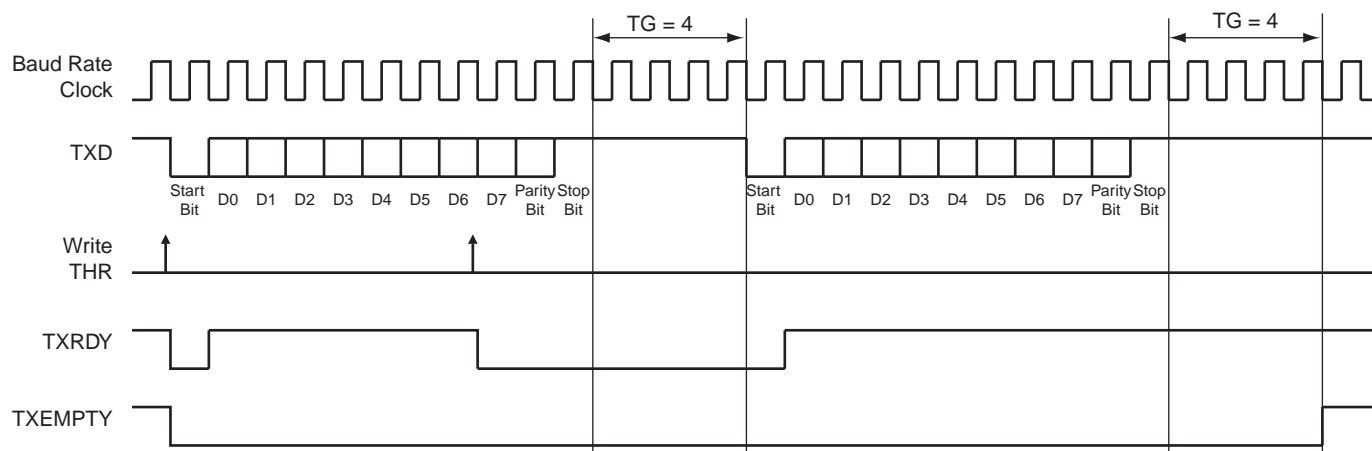 TG = 4
TG = 4
Baud Rate
Clock
TXD
Start
Bit
D0
D1
D2
D3
D4
D5
D6
D7
Parity
Bit
Stop
Bit
Start
Bit
D0
D1
D2
D3
D4
D5
D6
D7
Parity
Bit
Stop
Bit
Write
THR
TXRDY
TXEMPTY